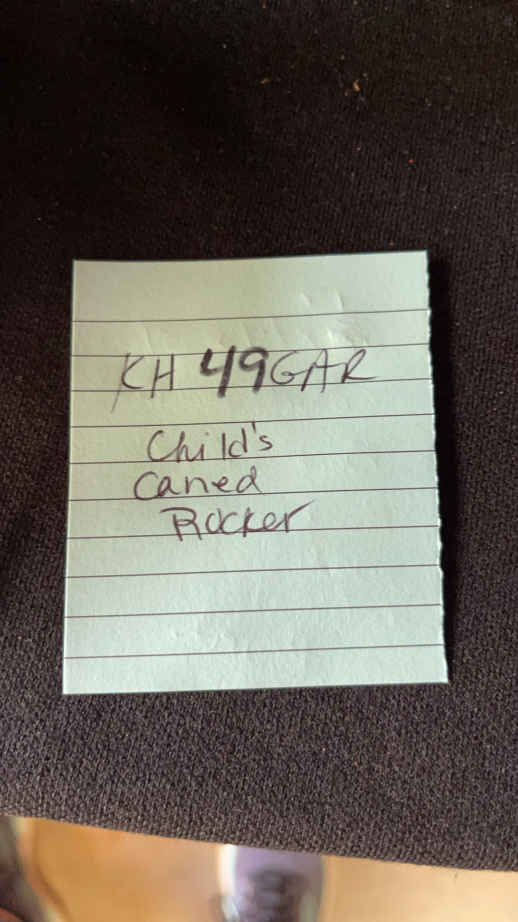 KH 49GAR
Child's
Caned
Rocker